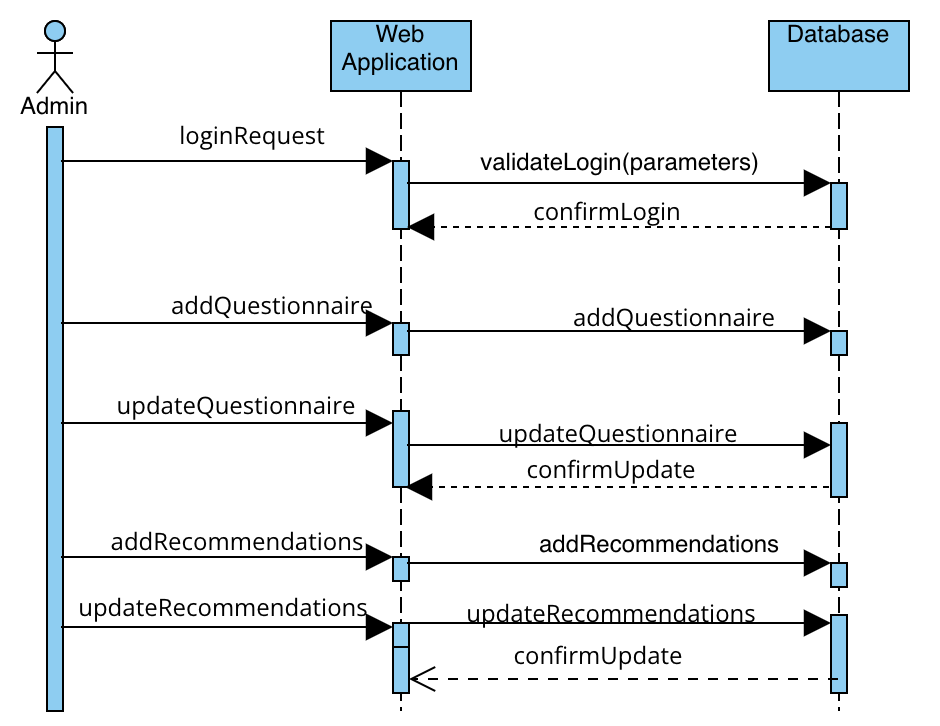 Web
Application
Database
Admin
loginRequest
validateLogin(parameters)
confirmLogin
addQuestionnaire
addQuestionnaire
updateQuestionnaire
updateQuestionnaire
confirmUpdate
addRecommendations
addRecommendations
updateRecommendations
updateRecommendations
confirmUpdate